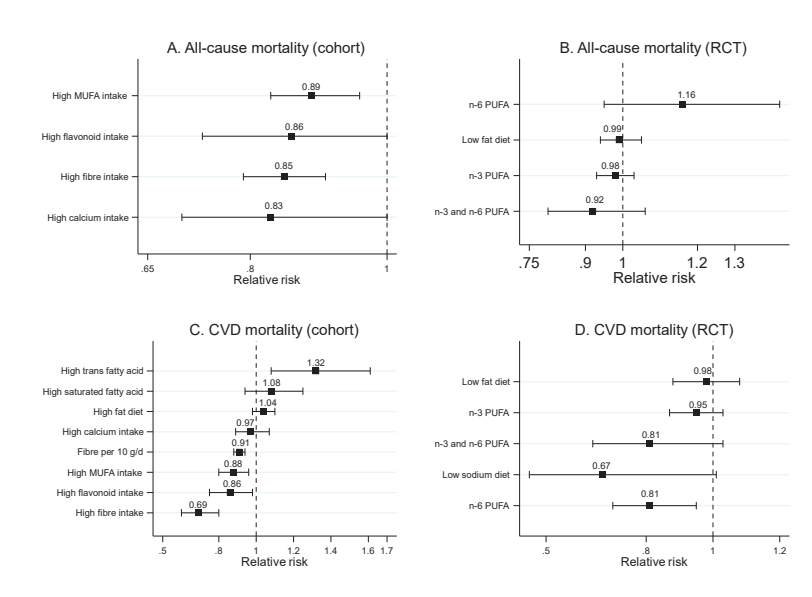 A. All-cause mortality (cohort)
High MUFA intake
0.89
High flavonoid intake
0.86
High fibre intake
0.85
High calcium intake
0.83
.65 .8 1
Relative risk
B. All-cause mortality (RCT)
n-6 PUFA
1.16
Low fat diet
0.99
n-3 PUFA
0.98
n-3 and n-6 PUFA
0.92
.75 .9 1 1.2 1.3
Relative risk
C. CVD mortality (cohort)
High trans fatty acid
1.32
High saturated fatty acid
1.08
High fat diet
1.04
High calcium intake
0.97
Fibre per 10 g/d
0.91
High MUFA intake
0.88
High flavonoid intake
0.86
High fibre intake
0.69
.5 .8 1 1.2 1.4 1.6 1.7
Relative risk
D. CVD mortality (RCT)
Low fat diet
0.98
n-3 PUFA
0.95
n-3 and n-6 PUFA
0.81
Low sodium diet
0.67
n-6 PUFA
0.81
.5 .8 1 1.2
Relative risk